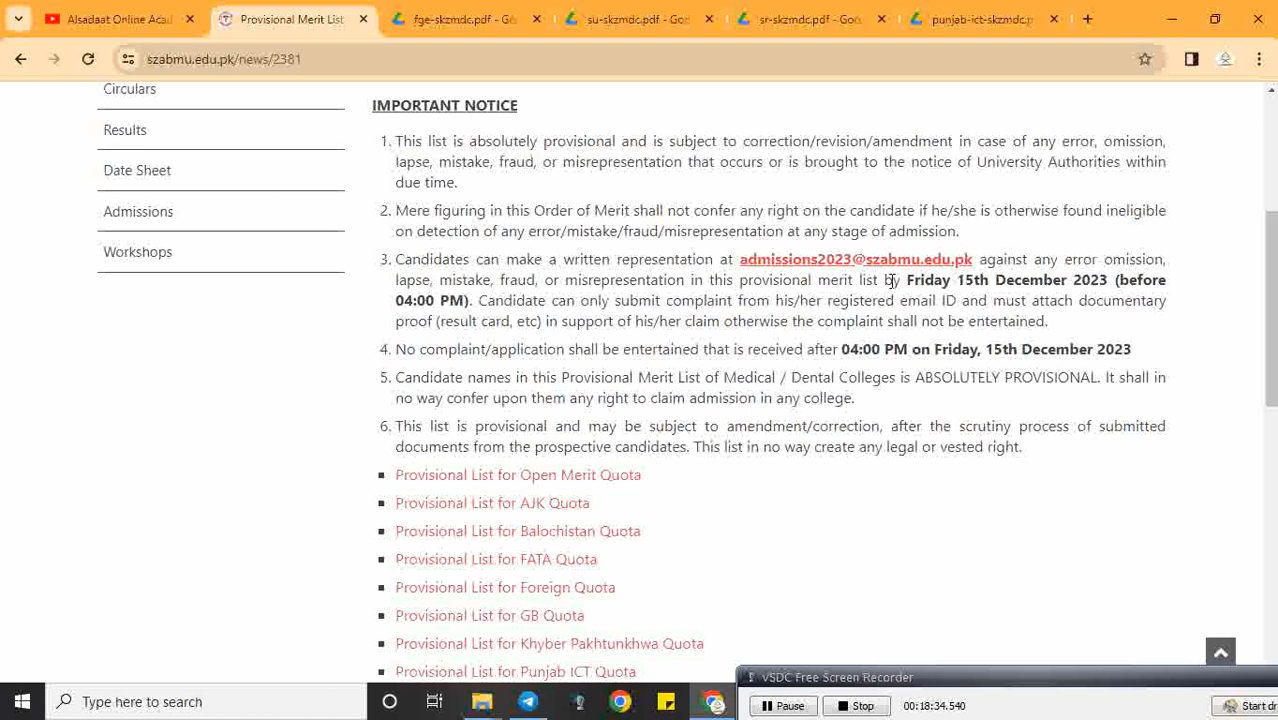 Alsadaat Online Acad
Provisional Merit List
fge-skzmdc.pdf - Go
su-skzmdc.pdf - Goo
sr-skzmdc.pdf - Goo
punjab-ict-skzmdc.p
szabmu.edu.pk/news/2381
Circulars
Results
Date Sheet
Admissions
Workshops
IMPORTANT NOTICE
1. This list is absolutely provisional and is subject to correction/revision/amendment in case of any error, omission,
lapse, mistake, fraud, or misrepresentation that occurs or is brought to the notice of University Authorities within
due time.
2. Mere figuring in this Order of Merit shall not confer any right on the candidate if he/she is otherwise found ineligible
on detection of any error/mistake/fraud/misrepresentation at any stage of admission.
3. Candidates can make a written representation at admissions2023@szabmu.edu.pk against any error omission,
lapse, mistake, fraud, or misrepresentation in this provisional merit list by Friday 15th December 2023 (before
04:00 PM). Candidate can only submit complaint from his/her registered email ID and must attach documentary
proof (result card, etc) in support of his/her claim otherwise the complaint shall not be entertained.
4. No complaint/application shall be entertained that is received after 04:00 PM on Friday, 15th December 2023
5. Candidate names in this Provisional Merit List of Medical / Dental Colleges is ABSOLUTELY PROVISIONAL. It shall in
no way confer upon them any right to claim admission in any college.
6. This list is provisional and may be subject to amendment/correction, after the scrutiny process of submitted
documents from the prospective candidates. This list in no way create any legal or vested right.
Provisional List for Open Merit Quota
Provisional List for AJK Quota
Provisional List for Balochistan Quota
Provisional List for FATA Quota
Provisional List for Foreign Quota
Provisional List for GB Quota
Provisional List for Khyber Pakhtunkhwa Quota
Provisional List for Punjab ICT Quota
VSDC Free Screen Recorder
Type here to search
Pause
Stop
00:18:34.540
Start dr